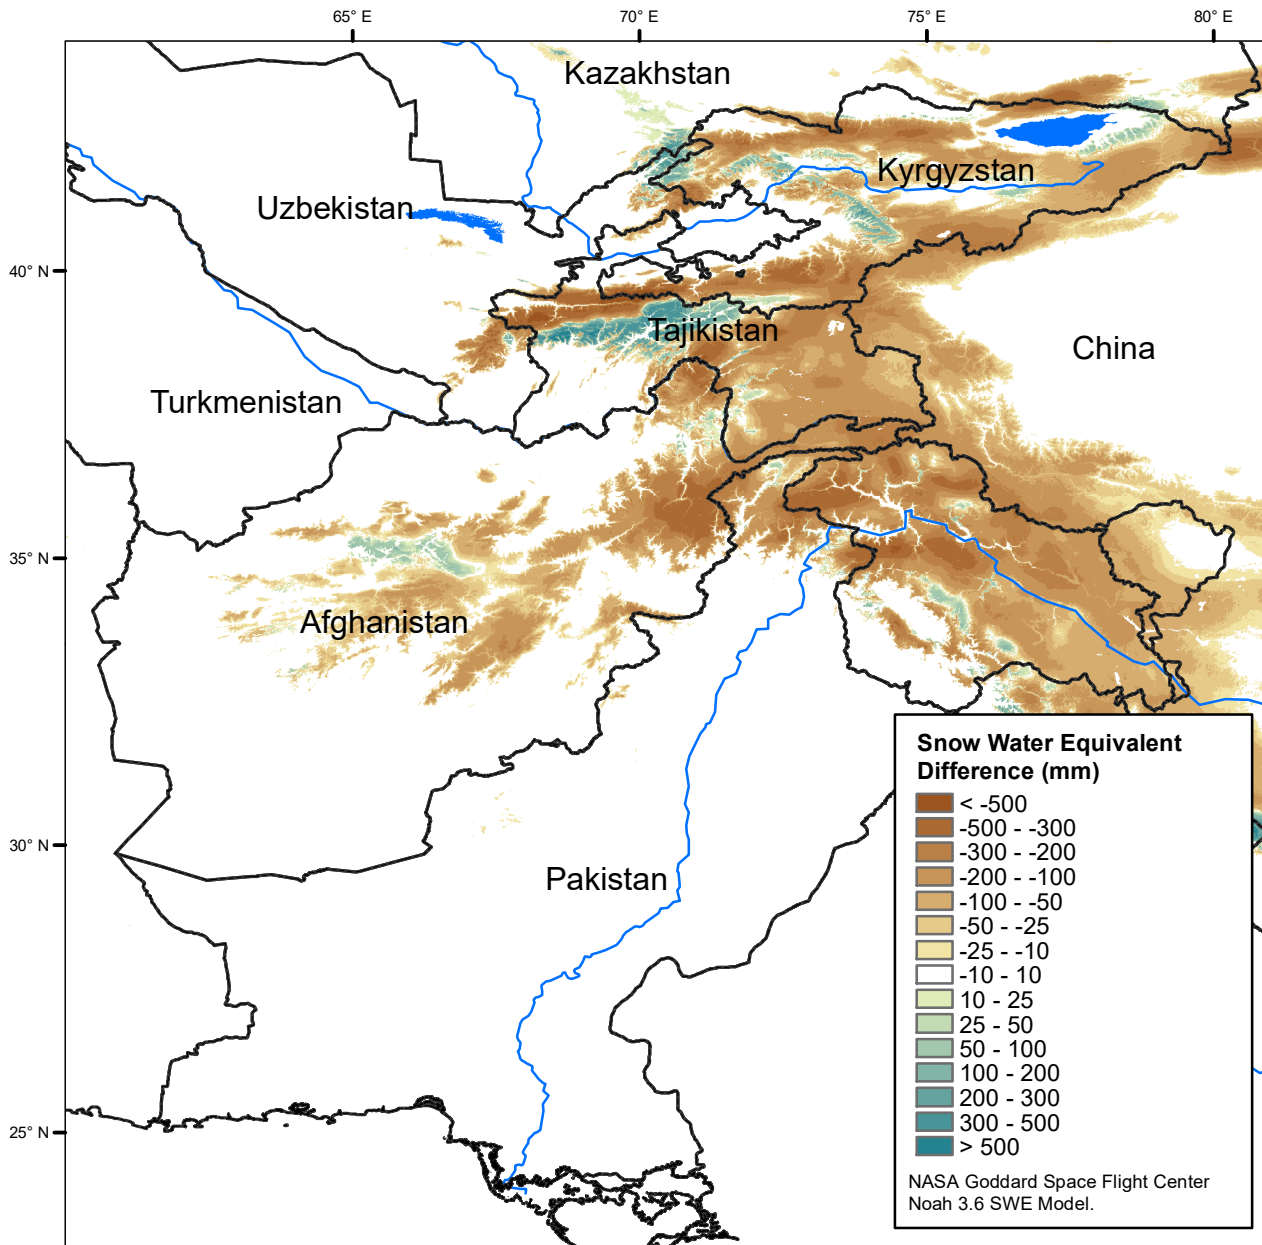 65° E
70° E
75° E
80° E
Kazakhstan
Kyrgyzstan
Uzbekistan
40° N
Tajikistan
China
Turkmenistan
35° N
Afghanistan
Snow Water Equivalent
Difference (mm)
< -500
-500 - -300
-300 - -200
-200 - -100
-100 - -50
-50 - -25
-25 - -10
-10 - 10
10 - 25
25 - 50
50 - 100
100 - 200
200 - 300
300 - 500
> 500
30° N
Pakistan
25° N
NASA Goddard Space Flight Center
Noah 3.6 SWE Model.